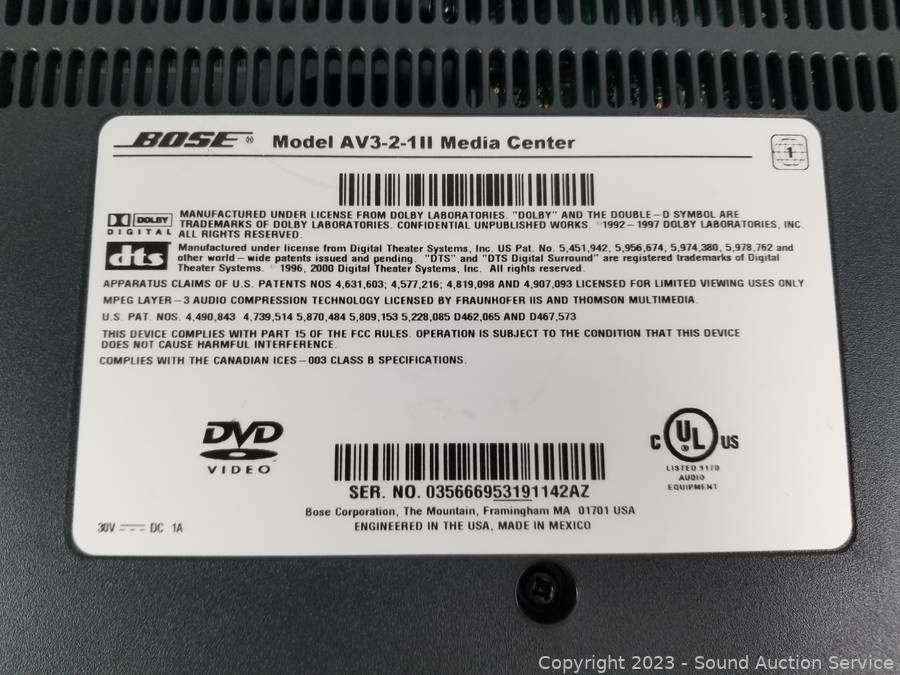 BOSE ® Model AV3-2-1II Media Center
1
DOLBY
DIGITAL
MANUFACTURED UNDER LICENSE FROM DOLBY LABORATORIES. "DOLBY" AND THE DOUBLE-D SYMBOL ARE
TRADEMARKS OF DOLBY LABORATORIES. CONFIDENTIAL UNPUBLISHED WORKS. 1992-1997 DOLBY LABORATORIES, INC.
ALL RIGHTS RESERVED.
dts
Manufactured under license from Digital Theater Systems, Inc. US Pat. No. 5,451,942, 5,956,674, 5,974,380, 5,978,762 and
other world-wide patents issued and pending. "DTS" and "DTS Digital Surround" are registered trademarks of Digital
Theater Systems. 1996, 2000 Digital Theater Systems, Inc. All rights reserved.
APPARATUS CLAIMS OF U.S. PATENTS NOS 4,631,603; 4,577,216; 4,819,098 AND 4,907,093 LICENSED FOR LIMITED VIEWING USES ONLY.
MPEG LAYER-3 AUDIO COMPRESSION TECHNOLOGY LICENSED BY FRAUNHOFER IIS AND THOMSON MULTIMEDIA.
U.S. PAT. NOS. 4,490,843 4,739,514 5,870,484 5,809,153 5,228,085 D462,065 AND D467,573
THIS DEVICE COMPLIES WITH PART 15 OF THE FCC RULES. OPERATION IS SUBJECT TO THE CONDITION THAT THIS DEVICE
DOES NOT CAUSE HARMFUL INTERFERENCE.
COMPLIES WITH THE CANADIAN ICES-003 CLASS B SPECIFICATIONS.
DVD
VIDEO
C UL US
LISTED 9170
AUDIO
EQUIPMENT
SER. NO. 035666953191142AZ
Bose Corporation, The Mountain, Framingham MA 01701 USA
ENGINEERED IN THE USA, MADE IN MEXICO
30V DC 1A
Copyright 2023 - Sound Auction Service